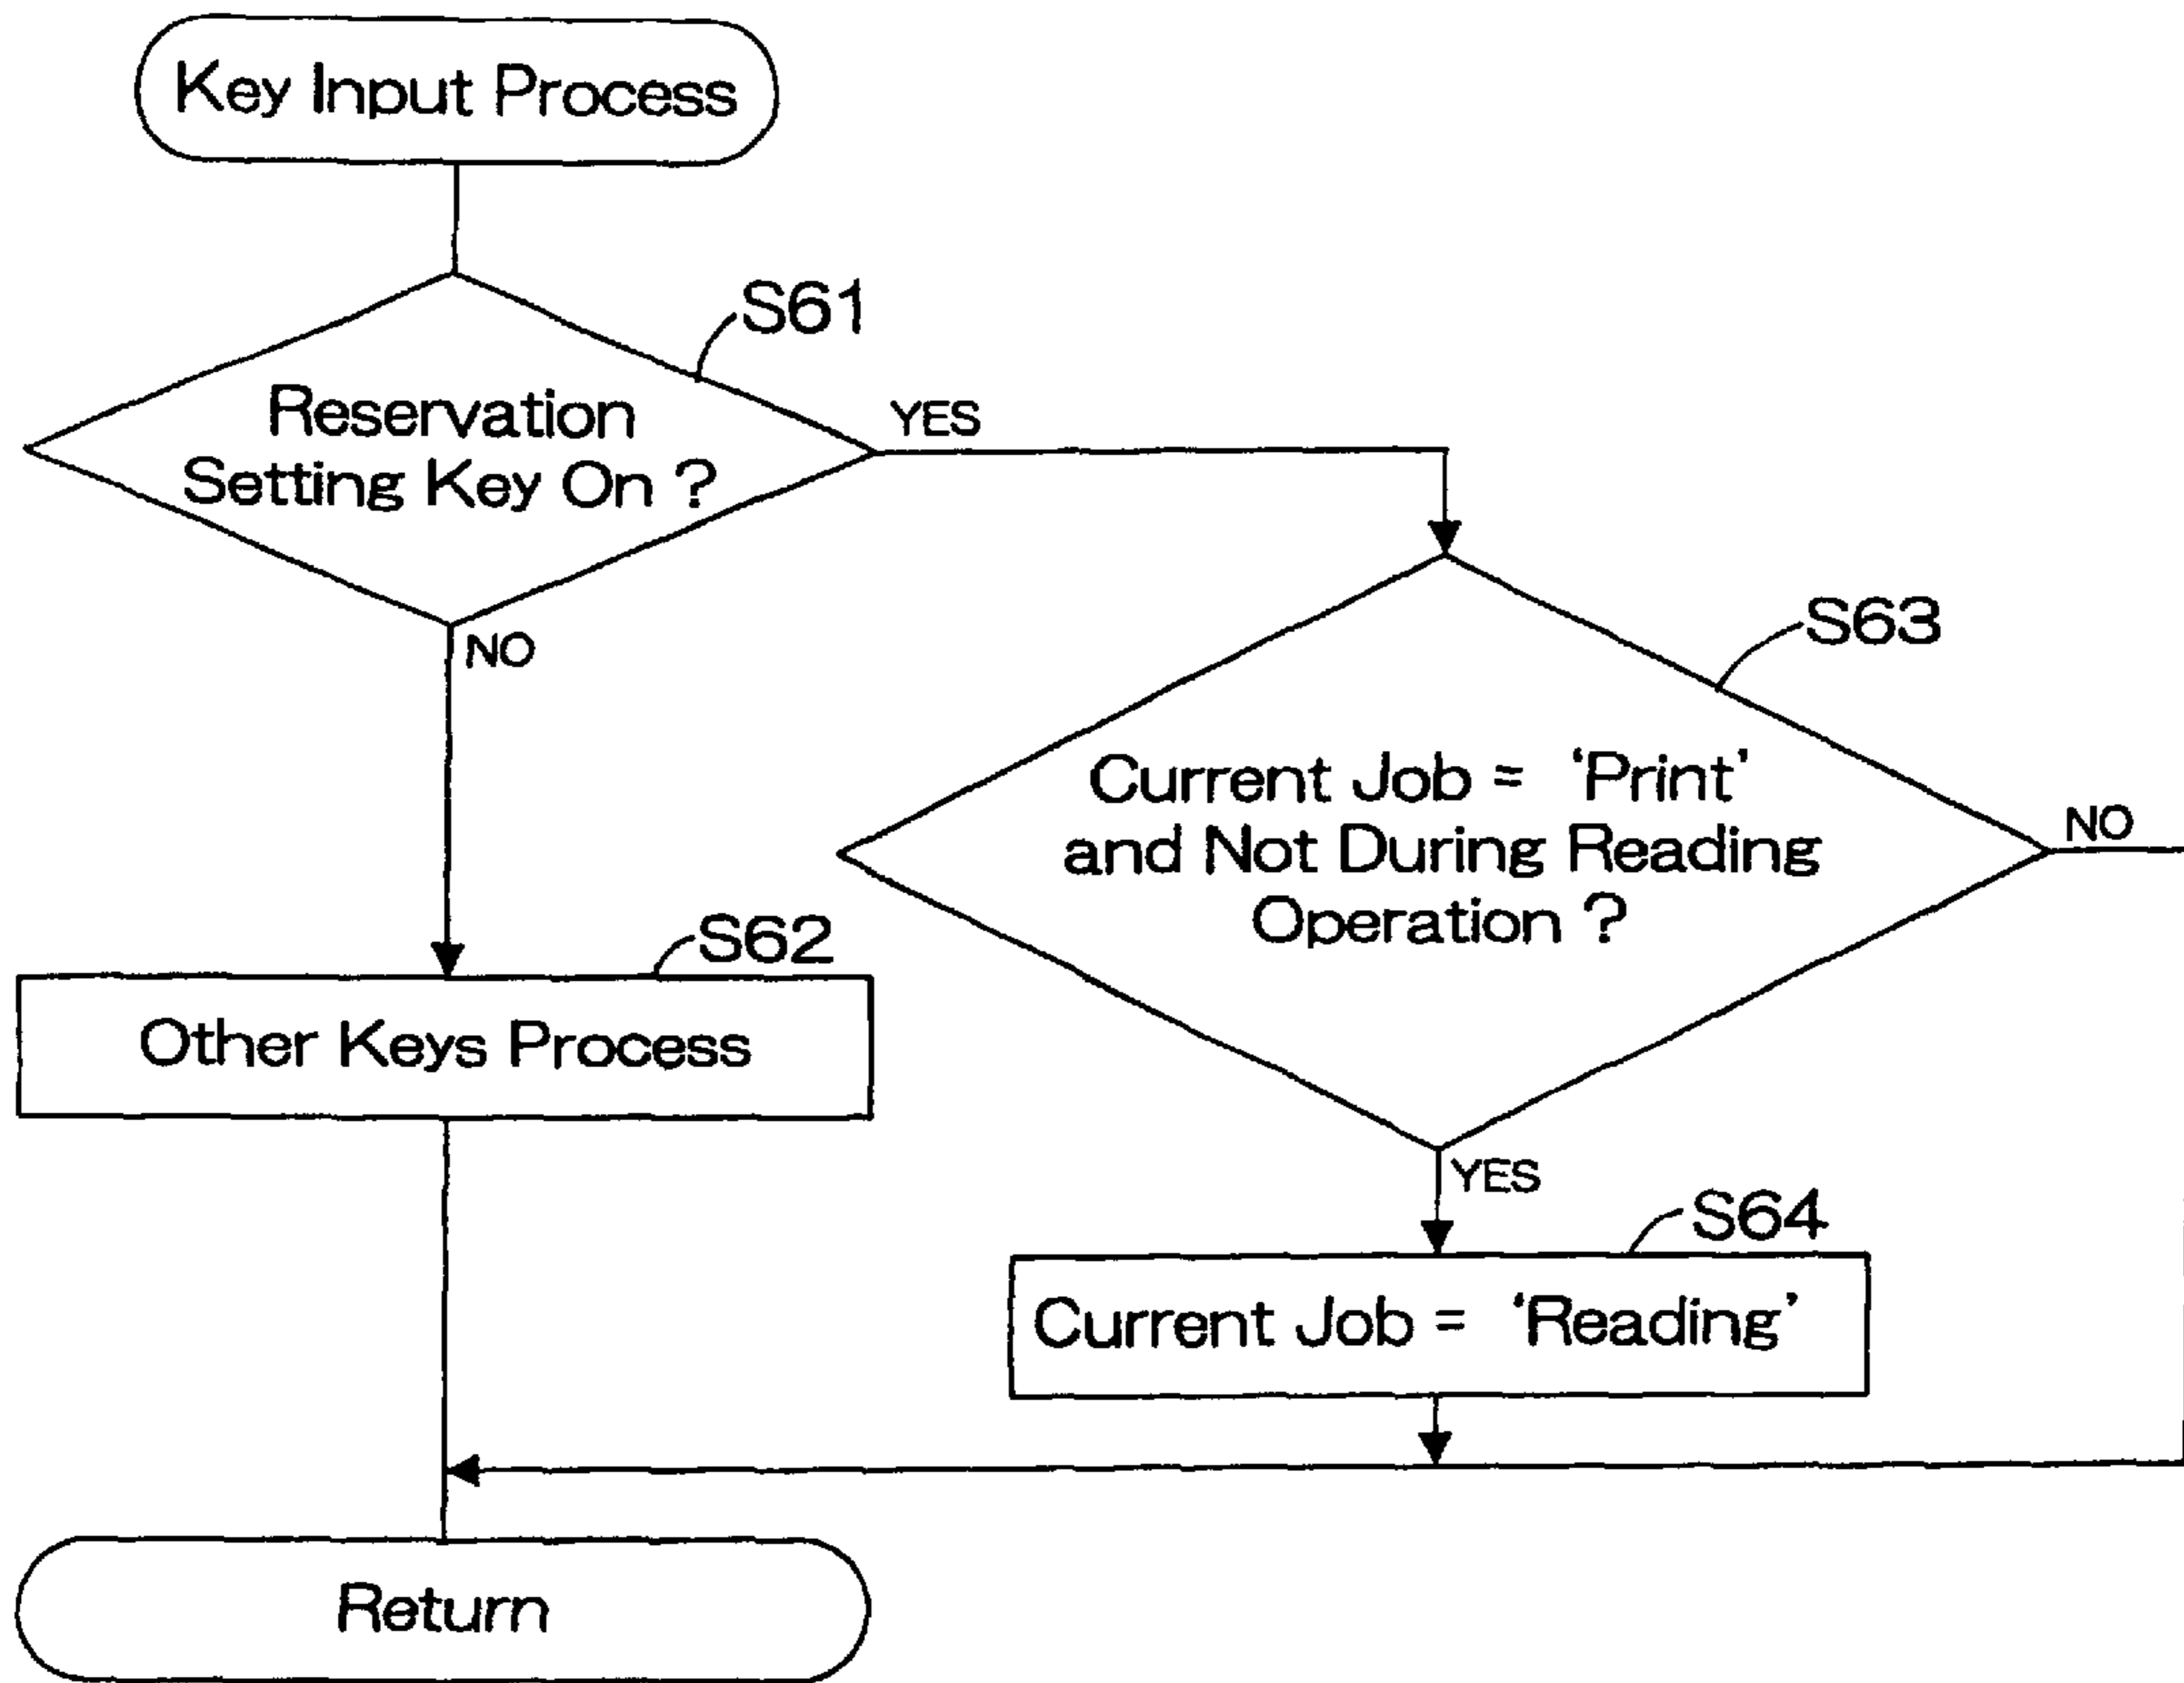 Key Input Process
S61
Reservation
Setting Key On ?
YES
NO
S63
Current Job = ‘Print’
and Not During Reading
Operation ?
NO
S62
Other Keys Process
YES
S64
Current Job = ‘Reading’
Return